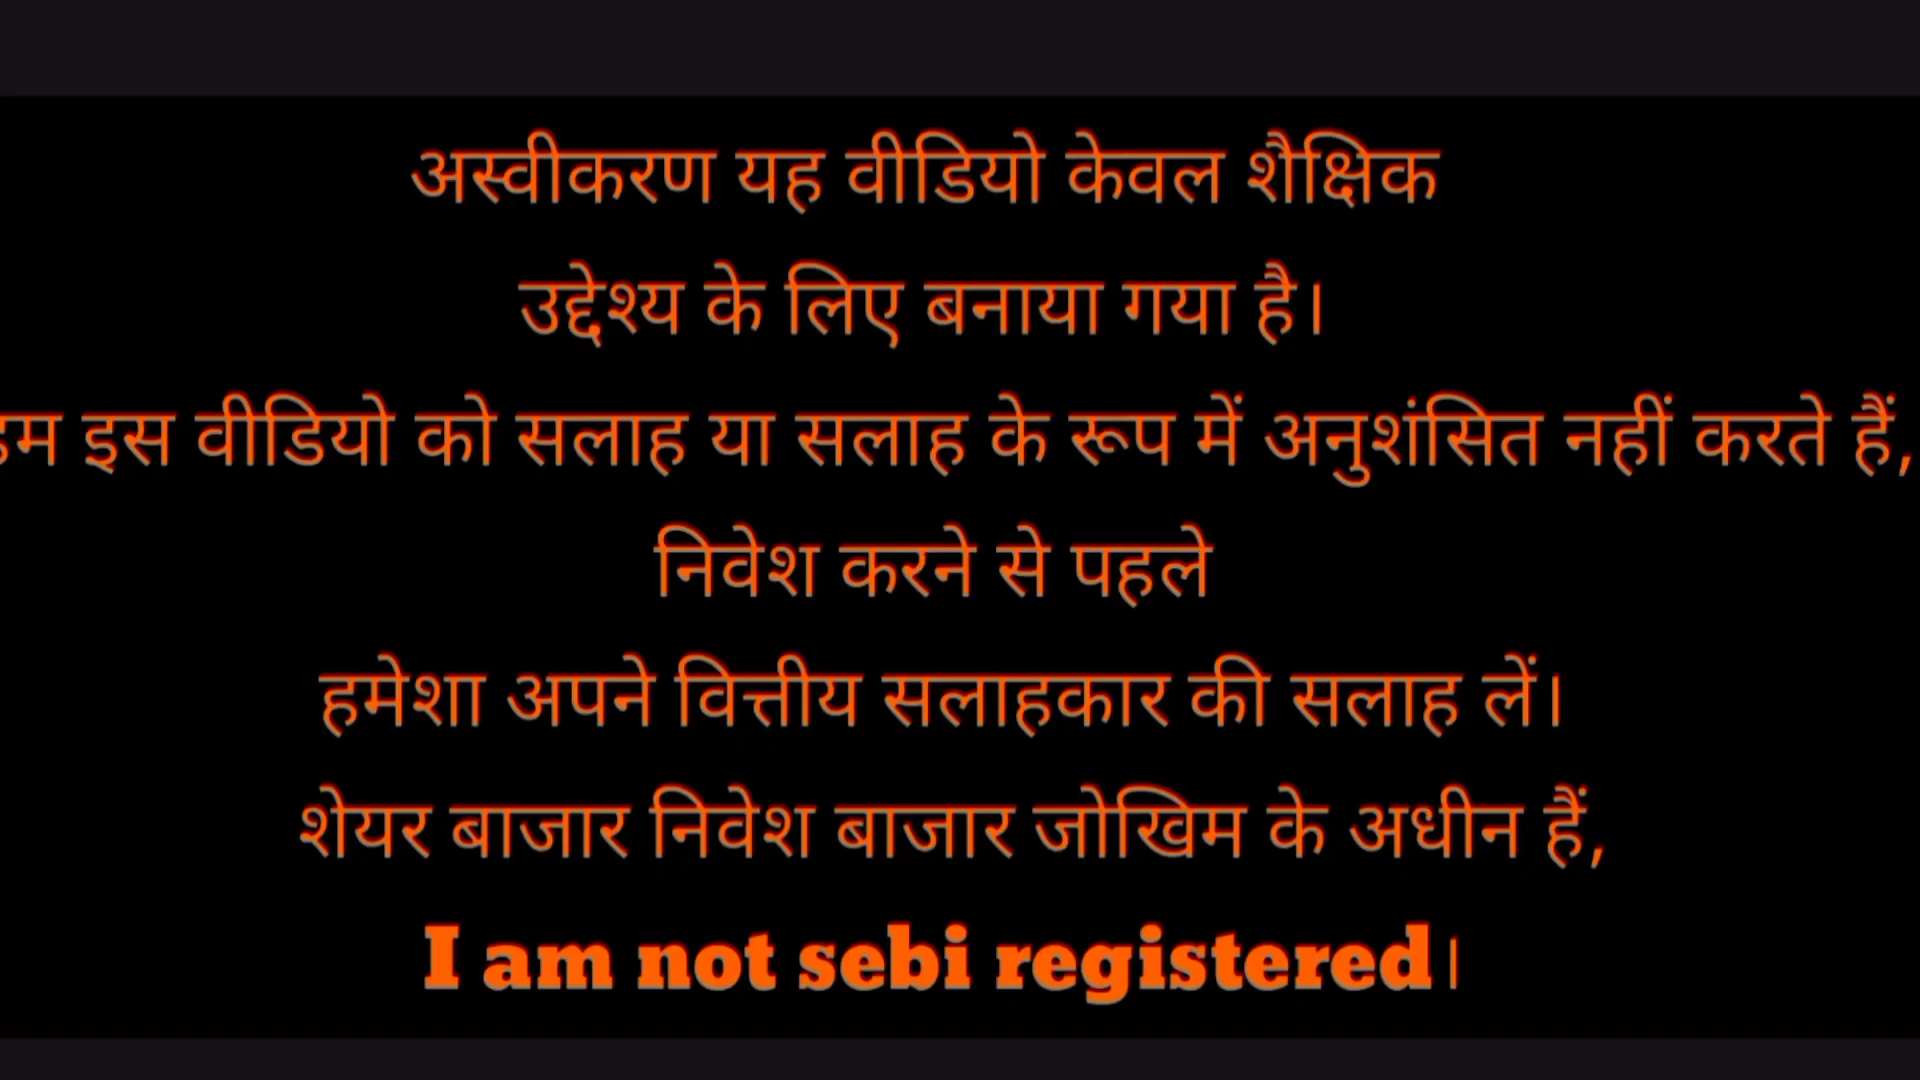 अस्वीकरण यह वीडियो केवल शैक्षिक
उद्देश्य के लिए बनाया गया है।
हम इस वीडियो को सलाह या सलाह के रूप में अनुशंसित नहीं करते हैं,
निवेश करने से पहले
हमेशा अपने वित्तीय सलाहकार की सलाह लें।
शेयर बाजार निवेश बाजार जोखिम के अधीन हैं,
I am not sebi registered।